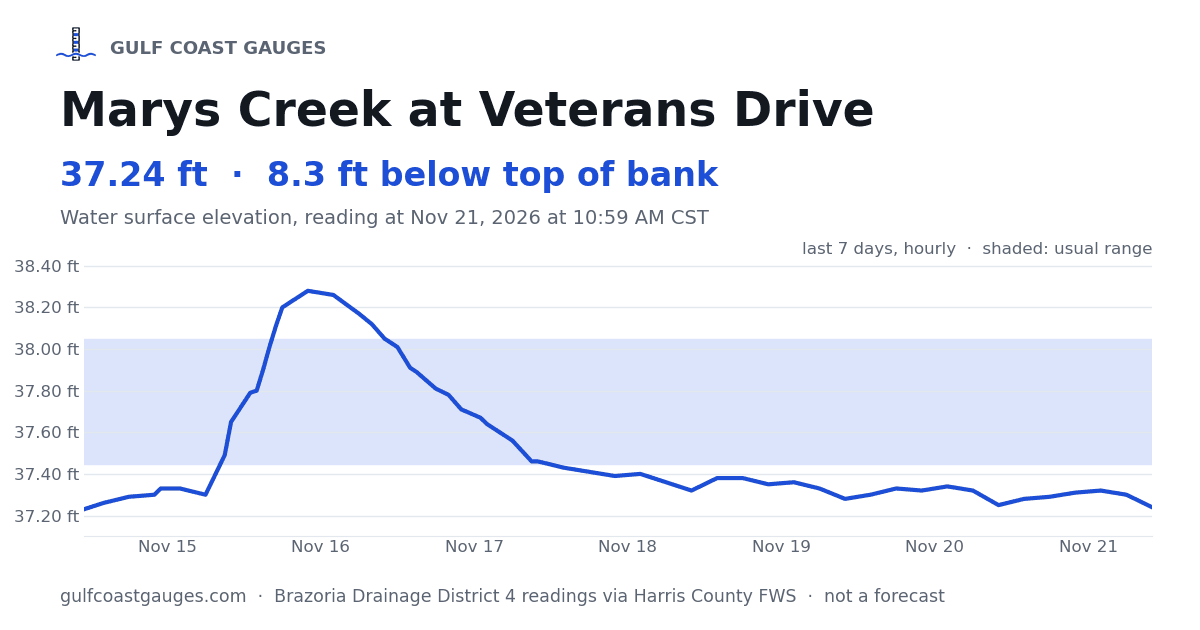 GULF COAST GAUGES
Marys Creek at Veterans Drive
37.24 ft · 8.3 ft below top of bank
Water surface elevation, reading at Nov 21, 2026 at 10:59 AM CST
last 7 days, hourly · shaded: usual range
38.40 ft
38.20 ft
38.00 ft
37.80 ft
37.60 ft
37.40 ft
37.20 ft
Nov 15 Nov 16 Nov 17 Nov 18 Nov 19 Nov 20 Nov 21
gulfcoastgauges.com · Brazoria Drainage District 4 readings via Harris County FWS · not a forecast